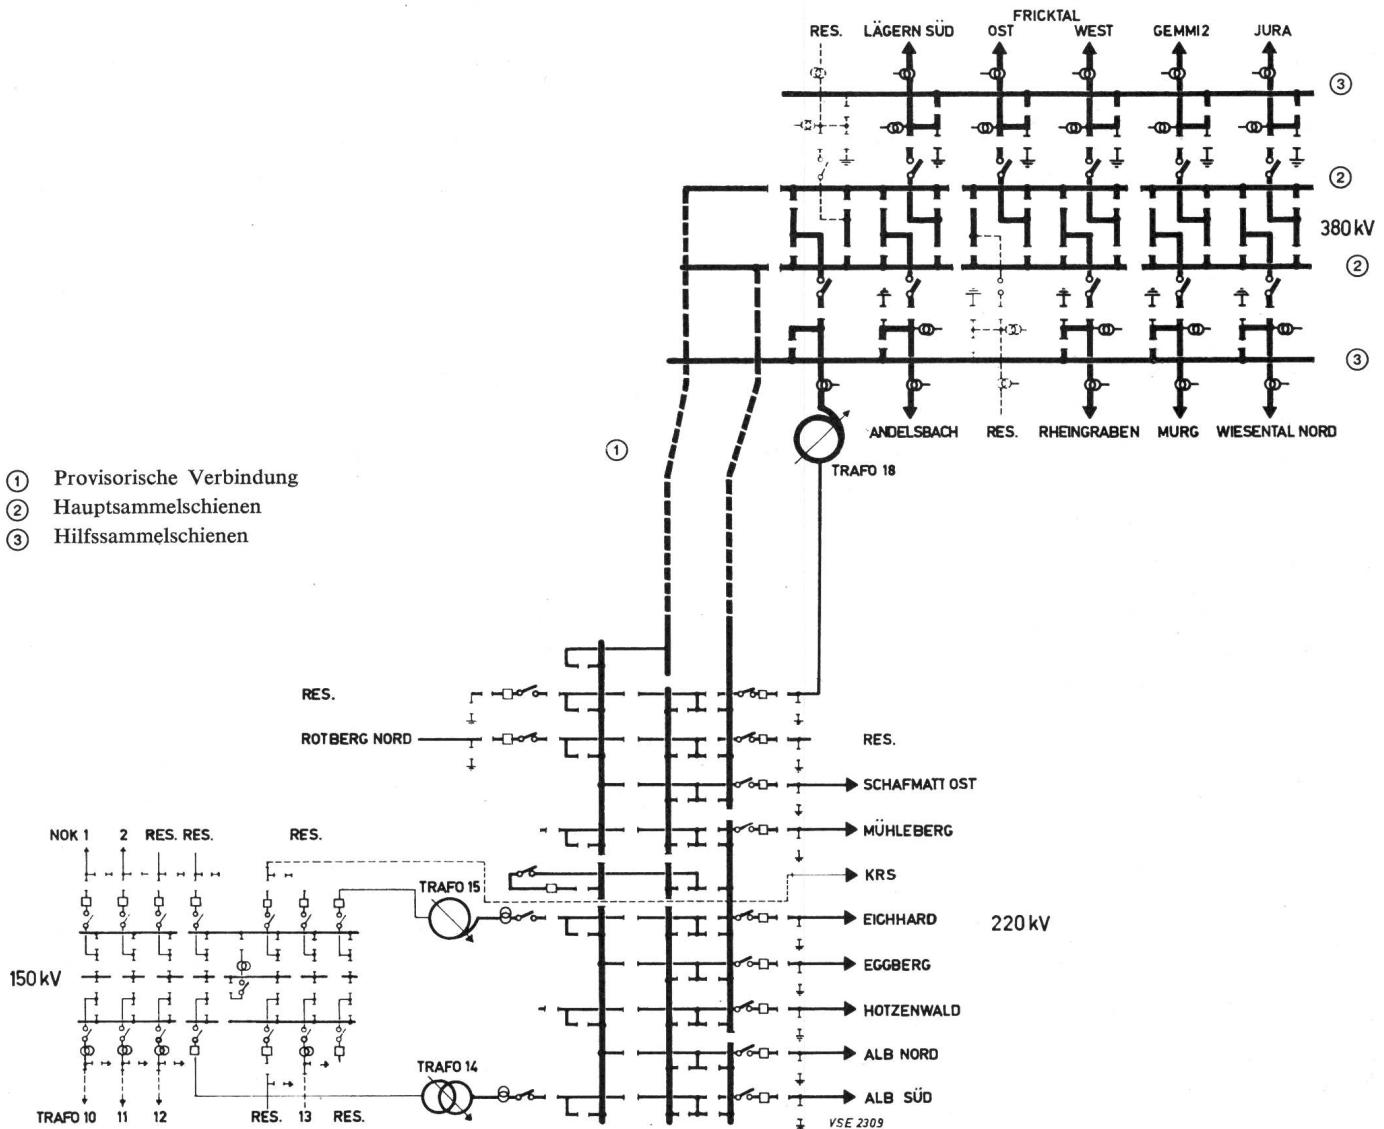 FRICKTAL
RES. LÄGERN SÜD OST WEST GEMMI 2 JURA
3
2
380 kV
2
3
ANDELSBACH RES. RHEINGRABEN MURG WIESENTAL NORD
TRAFO 18
1
1 Provisorische Verbindung
2 Hauptsammelschienen
3 Hilfssammelschienen
RES.
ROTBERG NORD
RES.
SCHAFMATT OST
MÜHLEBERG
KRS
EICHHARD
EGGBERG
HOTZENWALD
ALB NORD
ALB SÜD
220 kV
NOK 1 2 RES. RES. RES.
TRAFO 15
150 kV
TRAFO 14
TRAFO 10 11 12 RES. 13 RES.
VSE 2309